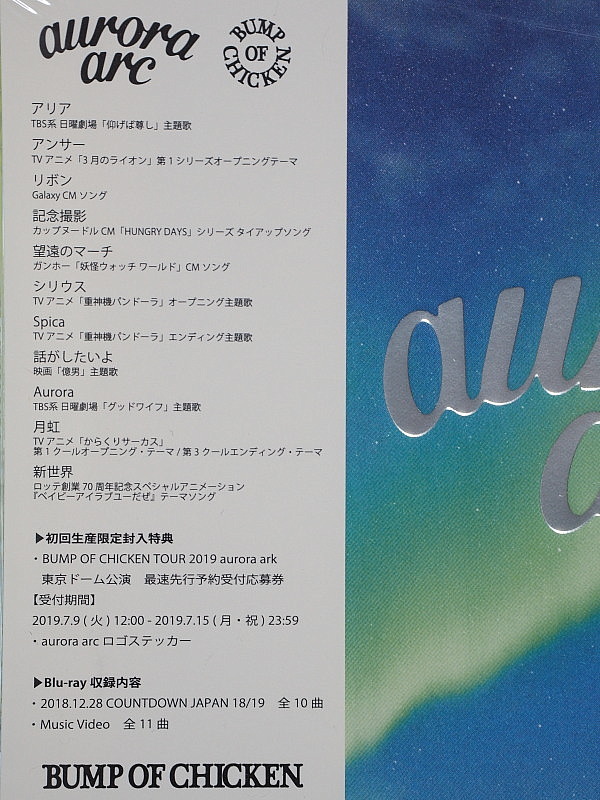 aurora
arc
BUMP
OF
CHICKEN
アリア
TBS系 日曜劇場「仰げば尊し」主題歌
アンサー
TV アニメ「3 月のライオン」第 1 シリーズオープニングテーマ
リボン
Galaxy CM ソング
記念撮影
カップヌードル CM「HUNGRY DAYS」シリーズ タイアップソング
望遠のマーチ
ガンホー「妖怪ウォッチ ワールド」CM ソング
シリウス
TV アニメ「重神機パンドーラ」オープニング主題歌
Spica
TV アニメ「重神機パンドーラ」エンディング主題歌
話がしたいよ
映画「億男」主題歌
Aurora
TBS系 日曜劇場「グッドワイフ」主題歌
月虹
TV アニメ「からくりサーカス」
第 1 クールオープニング・テーマ / 第 3 クールエンディング・テーマ
新世界
ロッテ創業 70 周年記念スペシャルアニメーション
『ベイビーアイラブユーだぜ』テーマソング
▶初回生産限定封入特典
・BUMP OF CHICKEN TOUR 2019 aurora ark
東京ドーム公演 最速先行予約受付応募券
【受付期間】
2019.7.9 ( 火 ) 12:00 - 2019.7.15 ( 月・祝 ) 23:59
・aurora arc ロゴステッカー
▶Blu-ray 収録内容
・2018.12.28 COUNTDOWN JAPAN 18/19 全 10 曲
・Music Video 全 11 曲
BUMP OF CHICKEN
au
a